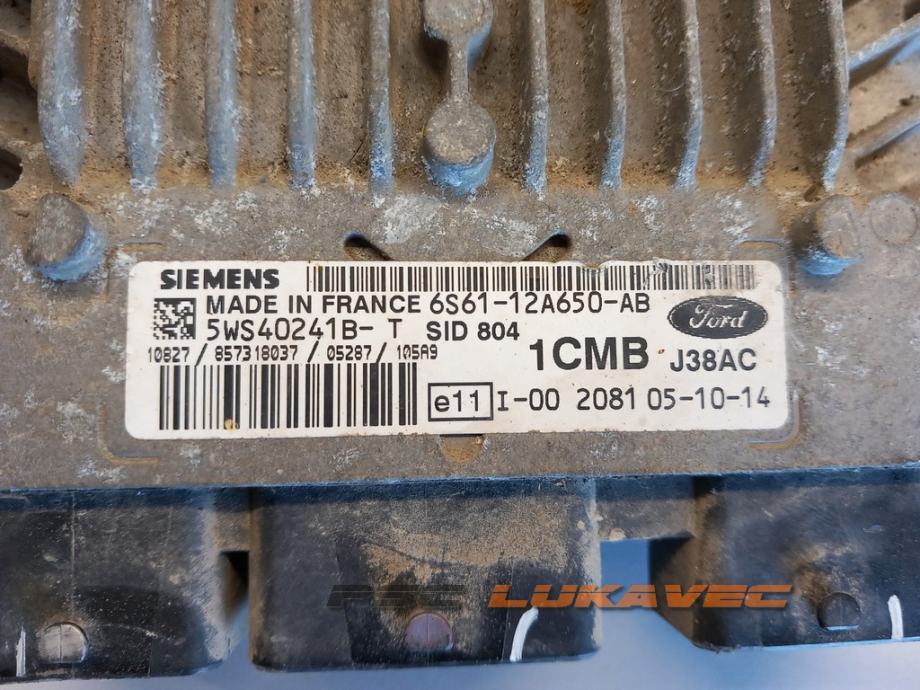 SIEMENS
MADE IN FRANCE 6S61-12A650-AB
5WS40241B- T SID 804
Ford
10827/857318037/05287/105A9
1CMB J38AC
e11 I-00 2081 05-10-14
LUKAVEC